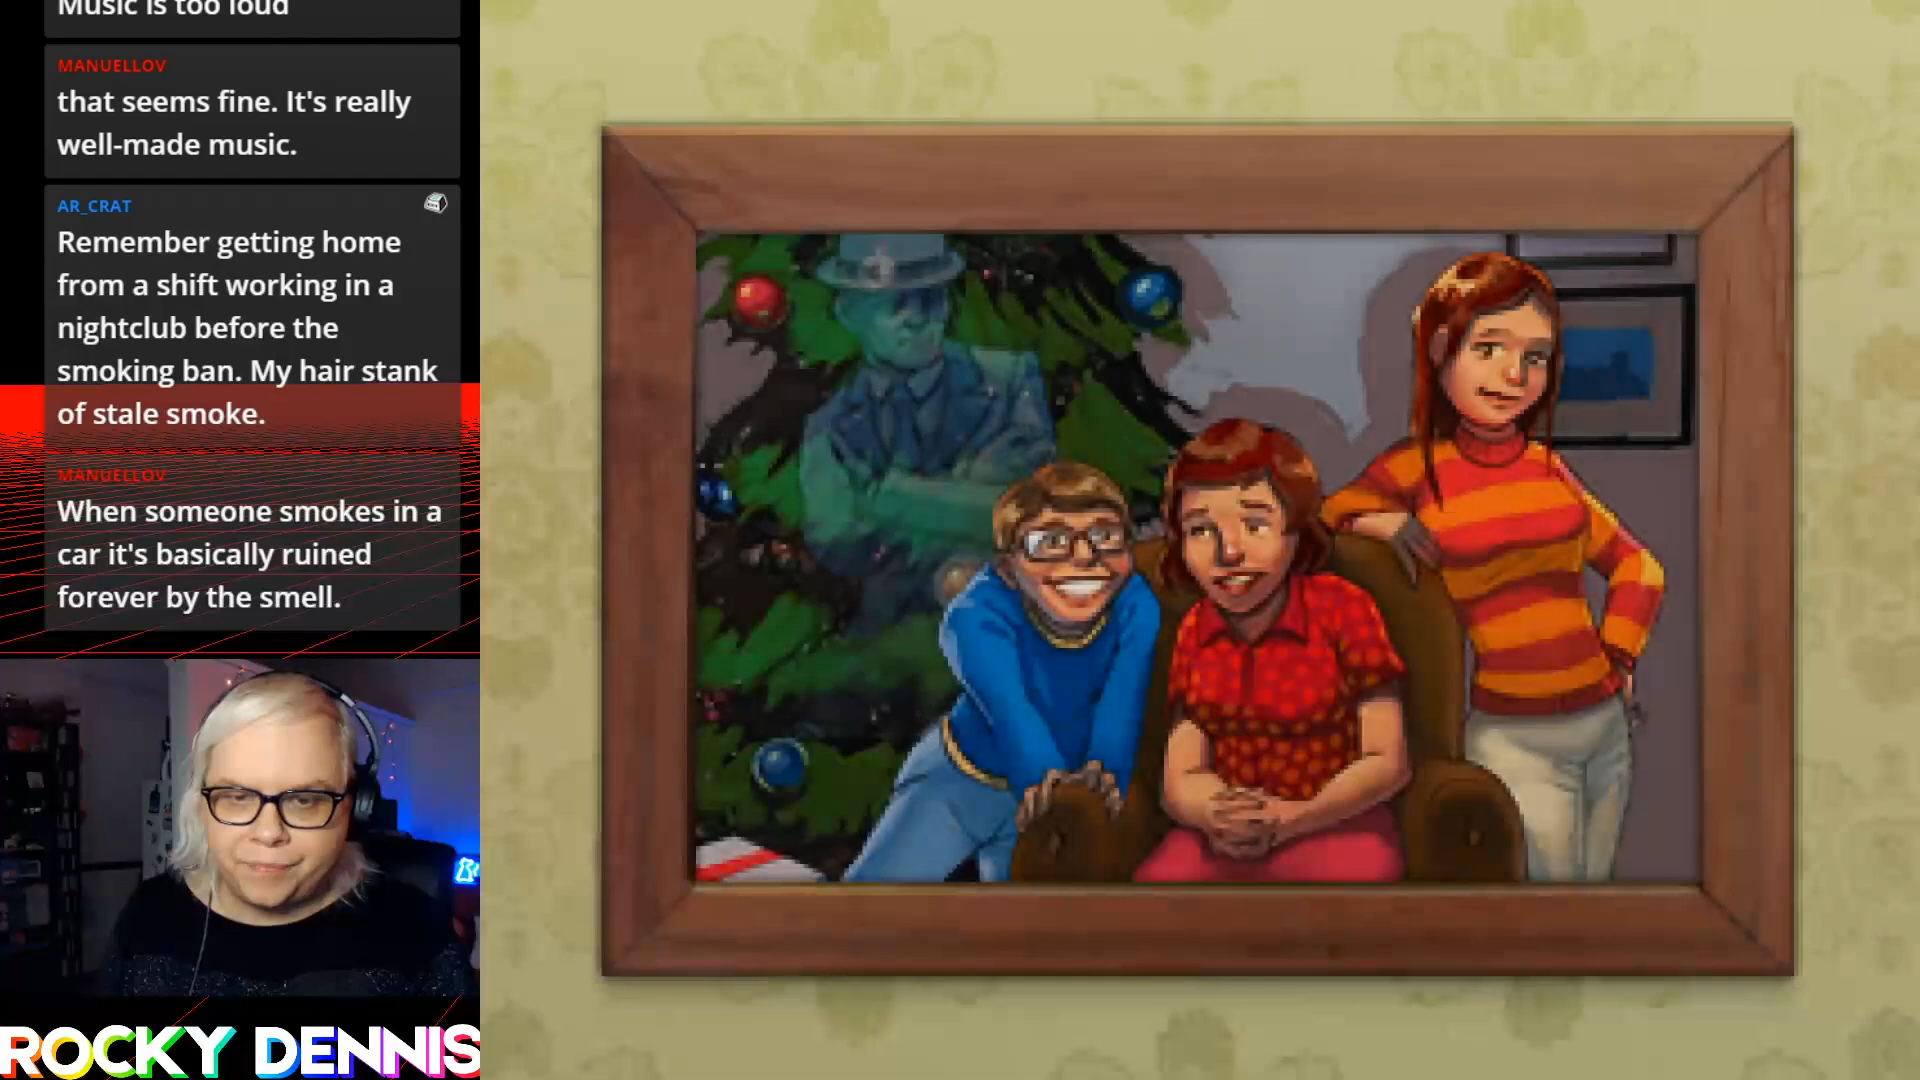 Music is too loud
MANUELLOV
that seems fine. It's really
well-made music.
AR_CRAT
Remember getting home
from a shift working in a
nightclub before the
smoking ban. My hair stank
of stale smoke.
MANUELLOV
When someone smokes in a
car it's basically ruined
forever by the smell.
ROCKY DENNIS